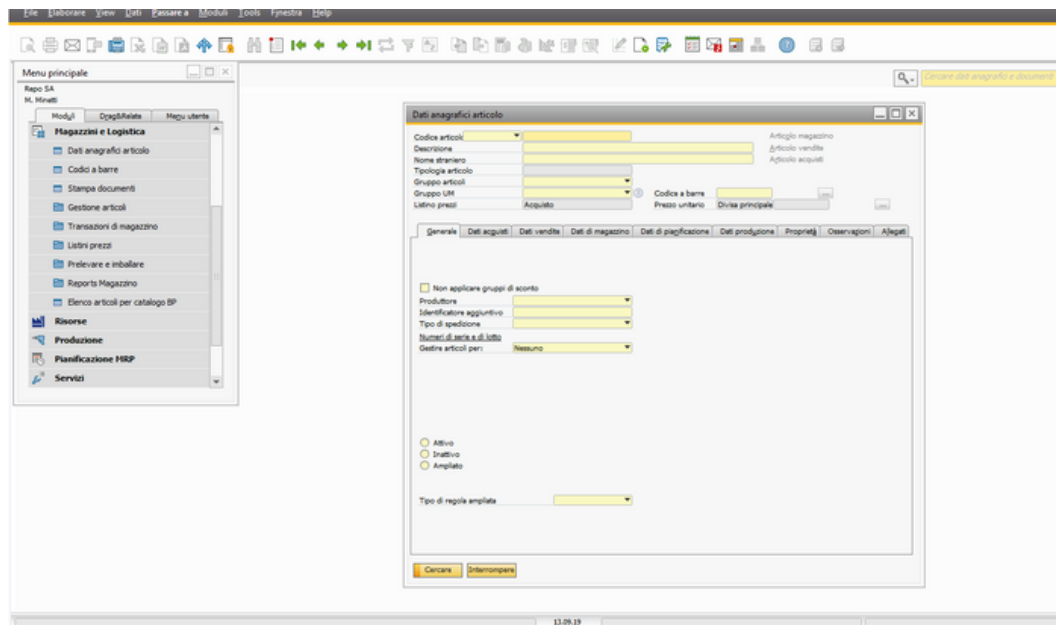 File Elaborare View Dati Passare a Moduli Tools Finestra Help
Menu principale
Repo SA
M. Minetti
Moduli Drag&Relate Menu utente
Magazzini e Logistica
Dati anagrafici articolo
Codici a barre
Stampa documenti
Gestione articoli
Transazioni di magazzino
Listini prezzi
Prelevare e imballare
Reports Magazzino
Elenco articoli per catalogo BP
Risorse
Produzione
Pianificazione MRP
Servizi
Cercare dati anagrafici e documenti
Dati anagrafici articolo
Codice articolo
Descrizione
Nome straniero
Tipologia articolo
Gruppo articoli
Gruppo UM
Listino prezzi Acquisto
Articolo magazzino
Articolo vendite
Articolo acquisti
Codice a barre
Prezzo unitario Divisa principale
Generale Dati acquisti Dati vendite Dati di magazzino Dati di pianificazione Dati produzione Proprietà Osservazioni Allegati
Non applicare gruppi di sconto
Produttore
Identificatore aggiuntivo
Tipo di spedizione
Numeri di serie e di lotto
Gestire articoli per: Nessuno
Attivo
Inattivo
Ampliato
Tipo di regola ampliata
Cercare Interrompere
13.09.19